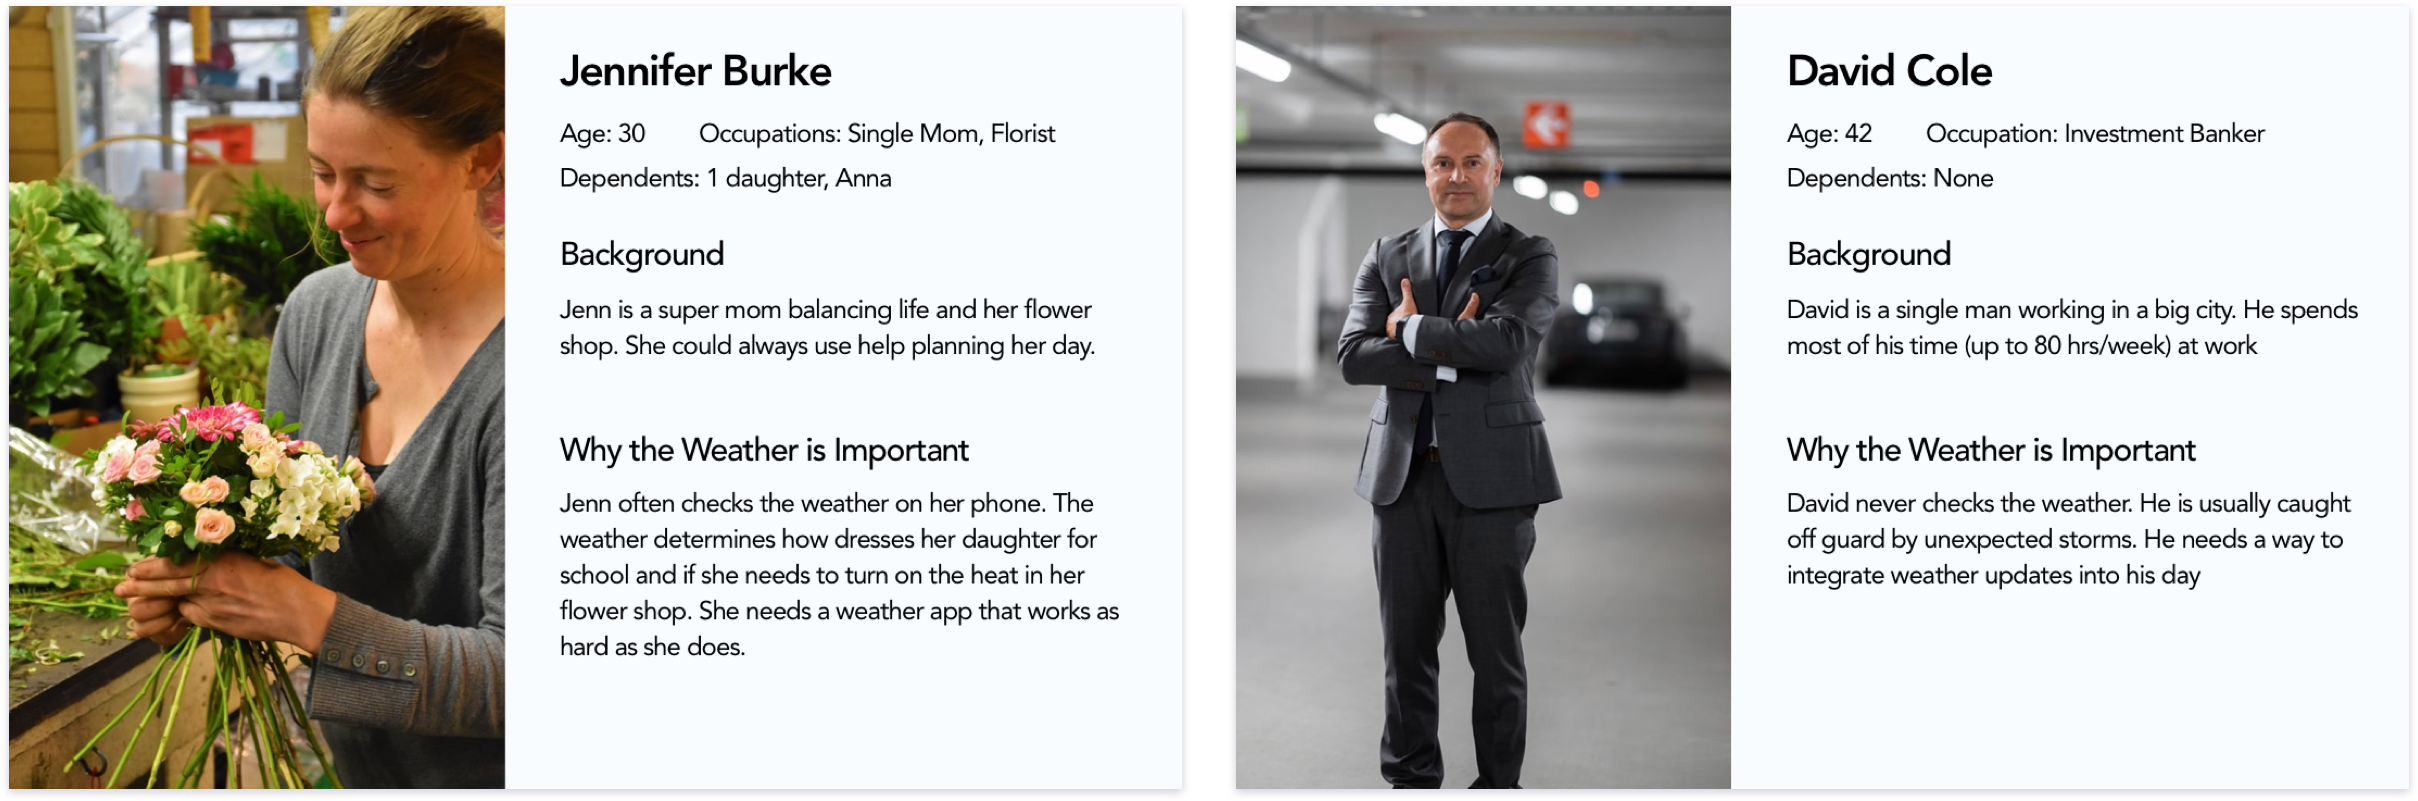 Jennifer Burke
Age: 30 Occupations: Single Mom, Florist
Dependents: 1 daughter, Anna
Background
Jenn is a super mom balancing life and her flower
shop. She could always use help planning her day.
Why the Weather is Important
Jenn often checks the weather on her phone. The
weather determines how dresses her daughter for
school and if she needs to turn on the heat in her
flower shop. She needs a weather app that works as
hard as she does.
David Cole
Age: 42 Occupation: Investment Banker
Dependents: None
Background
David is a single man working in a big city. He spends
most of his time (up to 80 hrs/week) at work
Why the Weather is Important
David never checks the weather. He is usually caught
off guard by unexpected storms. He needs a way to
integrate weather updates into his day